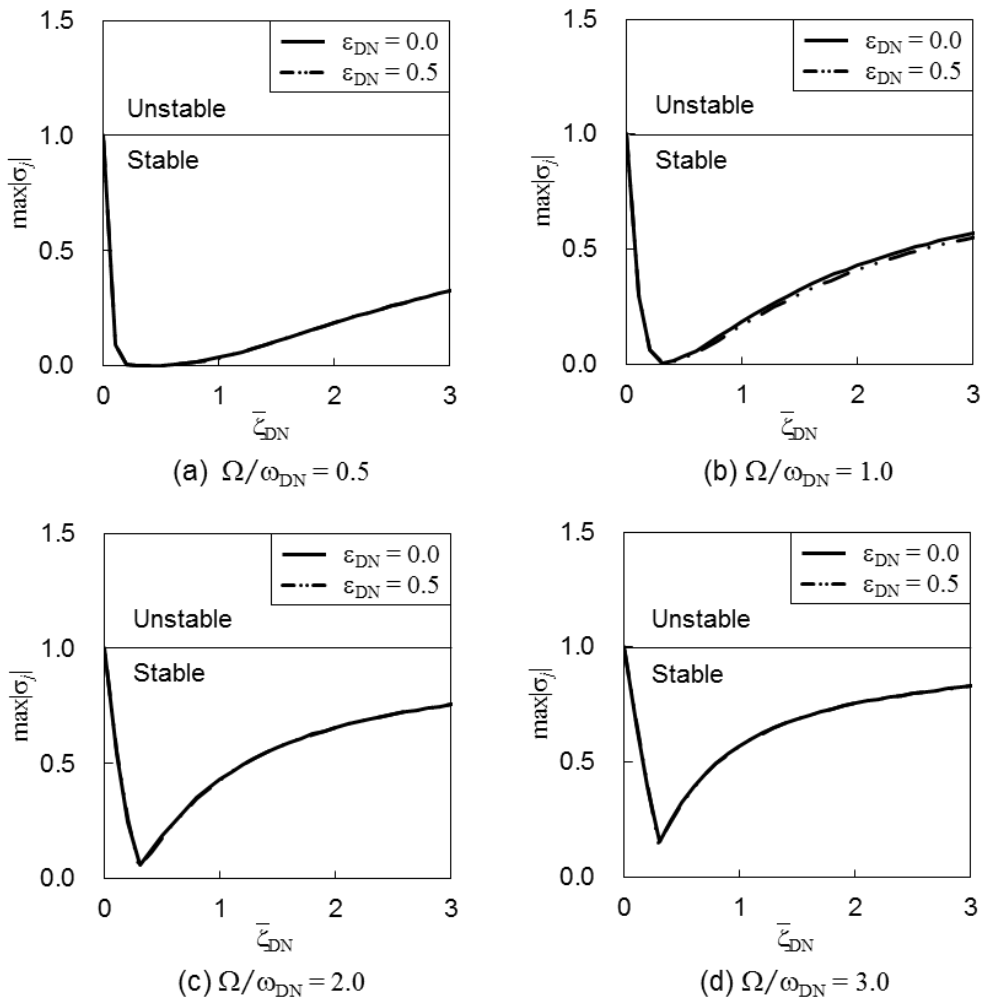 1.5
ε_DN = 0.0
ε_DN = 0.5
Unstable
1.0
Stable
max|σ_j|
0.5
0.0
0 1 2 3
ζ̅_DN
(a) Ω/ω_DN = 0.5
1.5
ε_DN = 0.0
ε_DN = 0.5
Unstable
1.0
Stable
max|σ_j|
0.5
0.0
0 1 2 3
ζ̅_DN
(b) Ω/ω_DN = 1.0
1.5
ε_DN = 0.0
ε_DN = 0.5
Unstable
1.0
Stable
max|σ_j|
0.5
0.0
0 1 2 3
ζ̅_DN
(c) Ω/ω_DN = 2.0
1.5
ε_DN = 0.0
ε_DN = 0.5
Unstable
1.0
Stable
max|σ_j|
0.5
0.0
0 1 2 3
ζ̅_DN
(d) Ω/ω_DN = 3.0